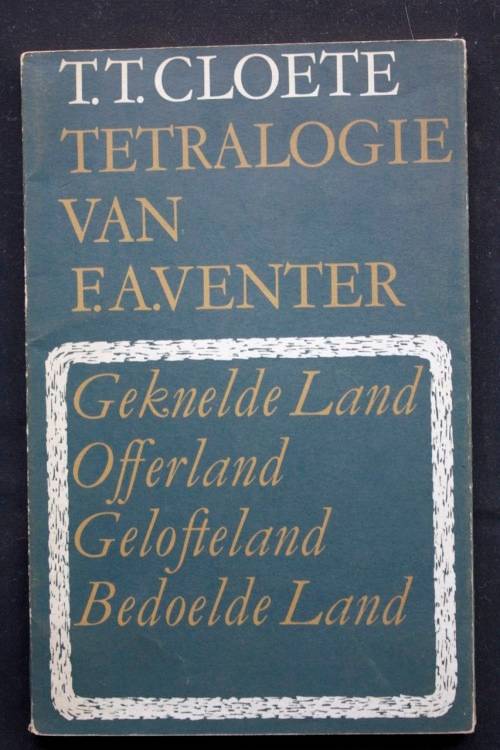 T.T. CLOETE
TETRALOGIE
VAN
F.A.VENTER
Geknelde Land
Offerland
Gelofteland
Bedoelde Land